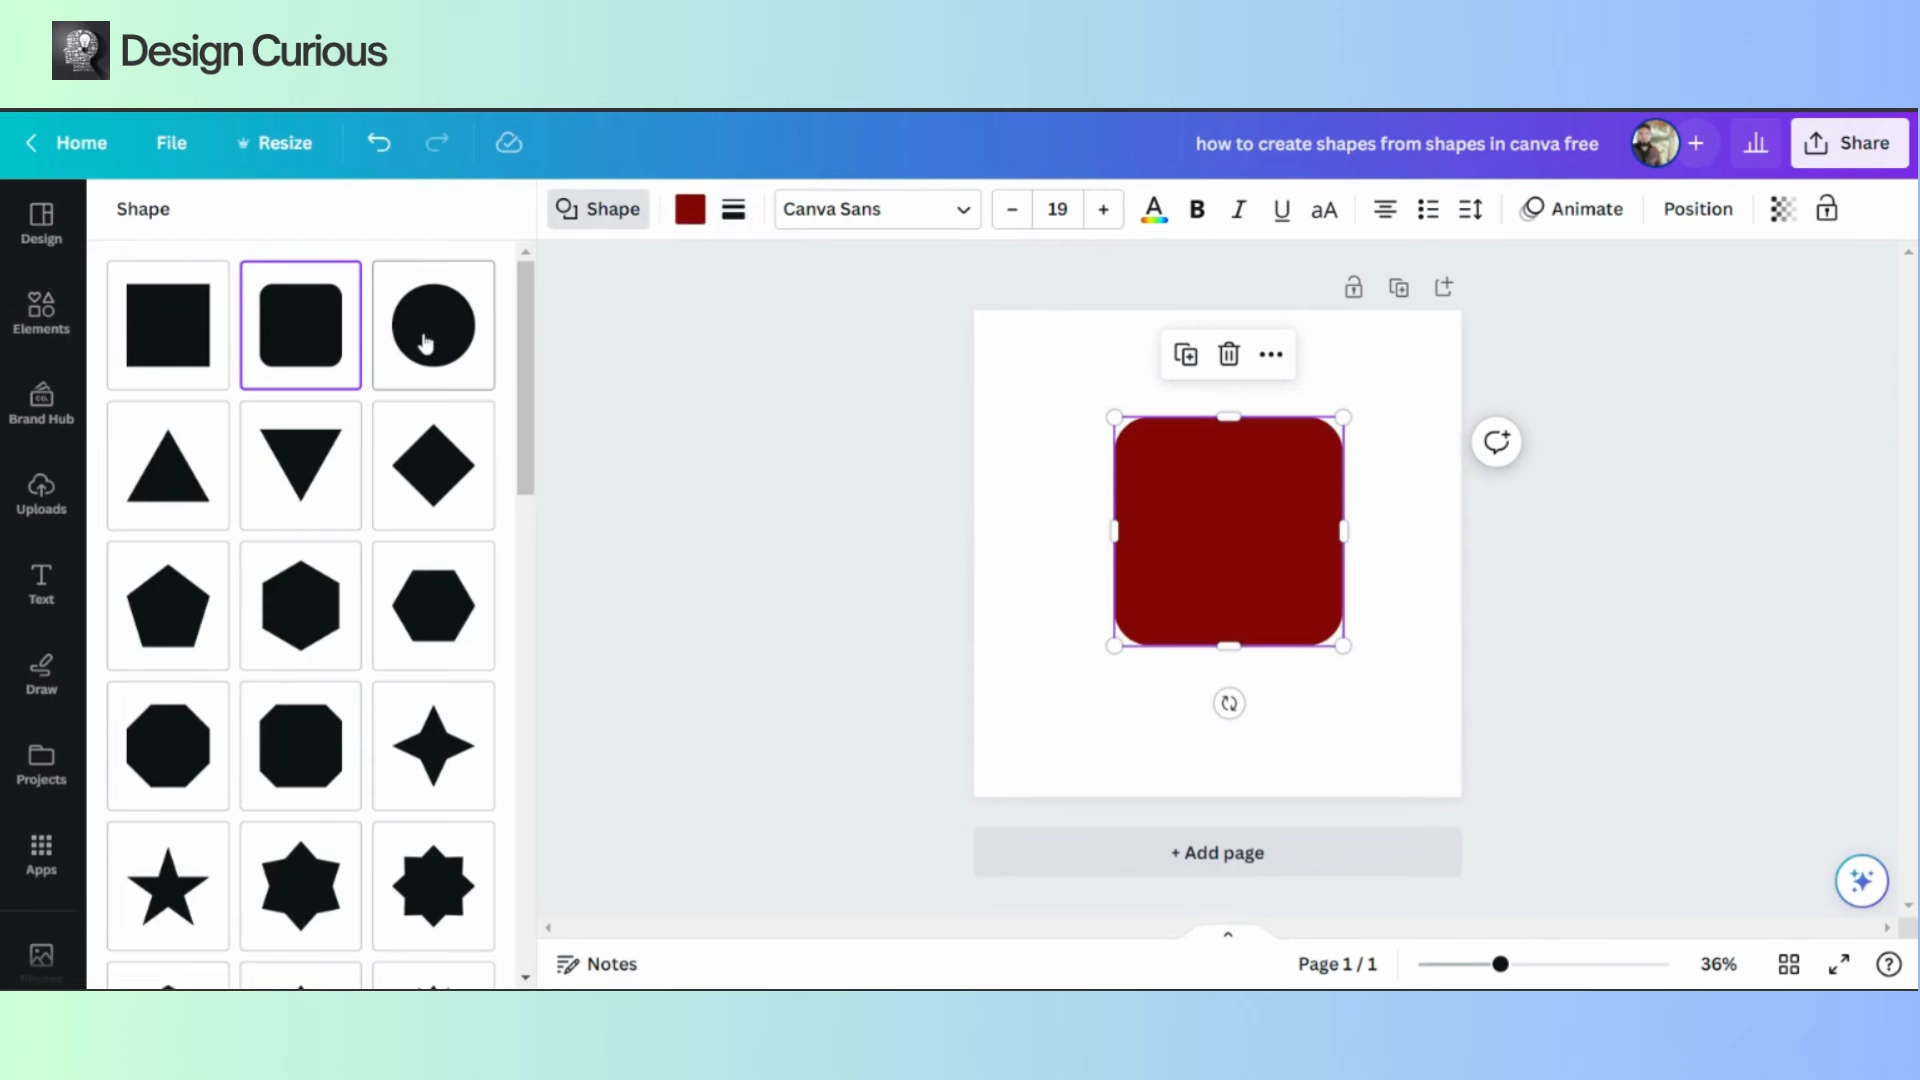 Design Curious
Home File Resize how to create shapes from shapes in canva free Share
Shape Shape Canva Sans - 19 + A B I U aA Animate Position
Design
Elements
CO.
Brand Hub
Uploads
Text
Draw
Projects
Apps
Photos
+ Add page
Notes Page 1 / 1 36%